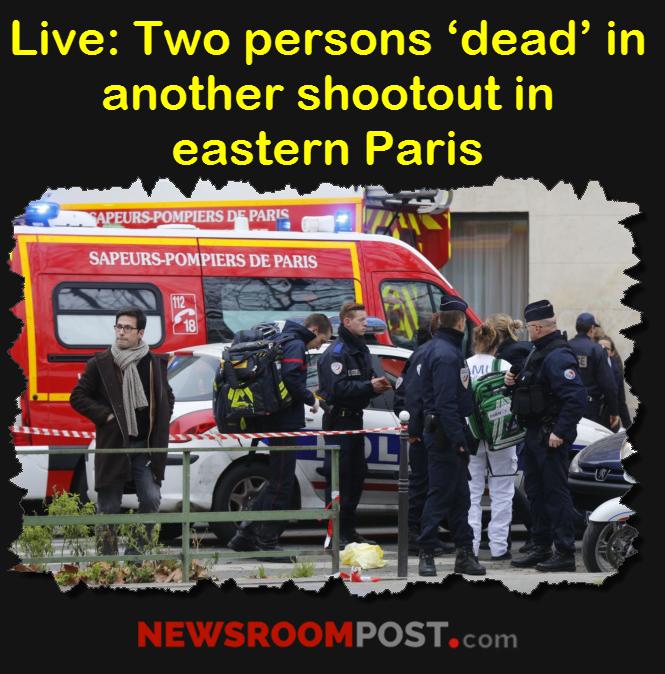 Live: Two persons ‘dead’ in
another shootout in
eastern Paris
SAPEURS-POMPIERS DE PARIS
SAPEURS-POMPIERS DE PARIS
112
18
POL
NEWSROOMPOST.com